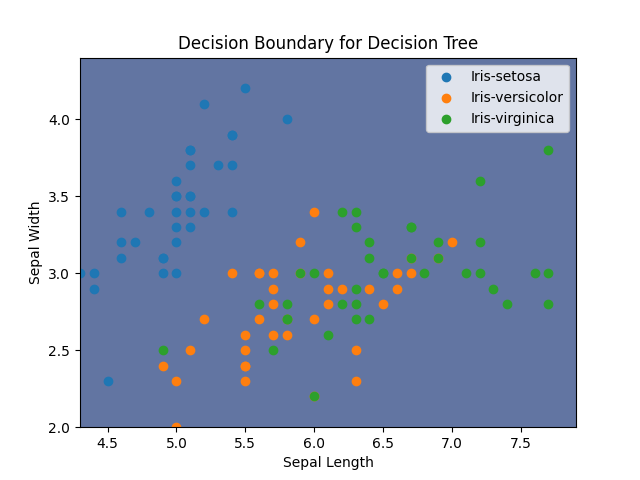 Decision Boundary for Decision Tree
Iris-setosa
Iris-versicolor
Iris-virginica
4.0
3.5
3.0
2.5
2.0
Sepal Width
4.5 5.0 5.5 6.0 6.5 7.0 7.5
Sepal Length